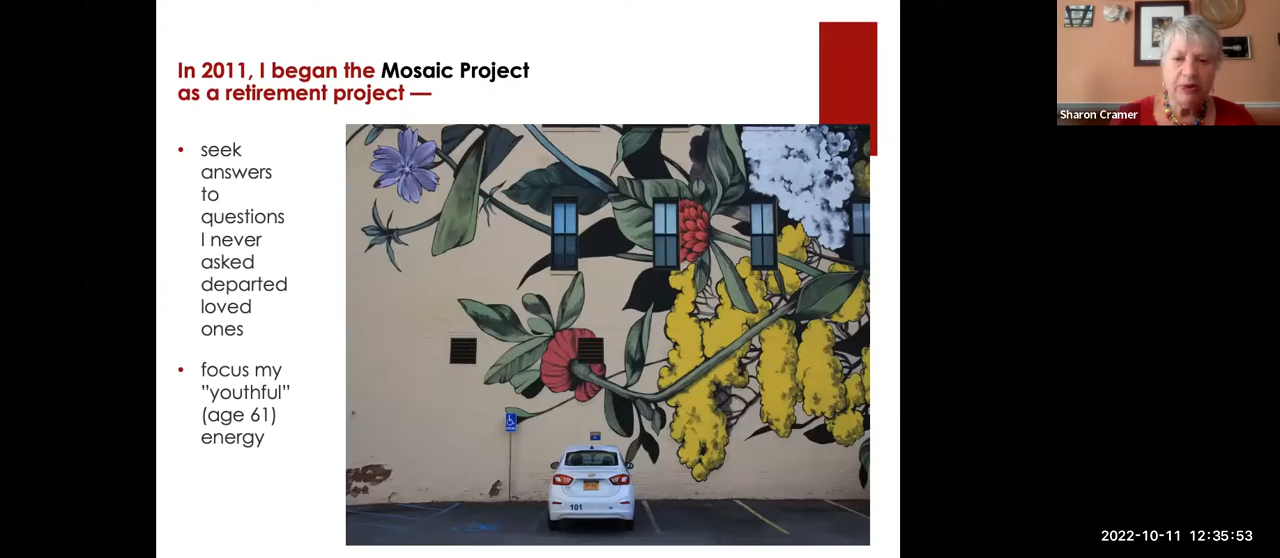 In 2011, I began the Mosaic Project
as a retirement project —
• seek
answers
to
questions
I never
asked
departed
loved
ones
• focus my
”youthful”
(age 61)
energy
101
Sharon Cramer
2022-10-11 12:35:53